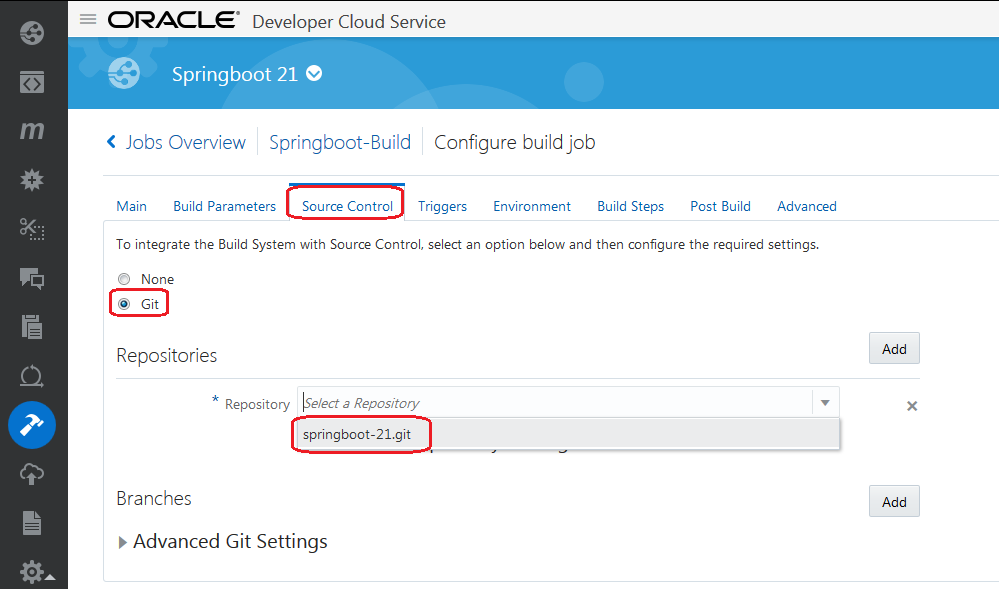 ORACLE® Developer Cloud Service
Springboot 21
m
Jobs Overview Springboot-Build Configure build job
Main Build Parameters Source Control Triggers Environment Build Steps Post Build Advanced
To integrate the Build System with Source Control, select an option below and then configure the required settings.
None
Git
Repositories Add
* Repository Select a Repository
springboot-21.git
Branches Add
Advanced Git Settings